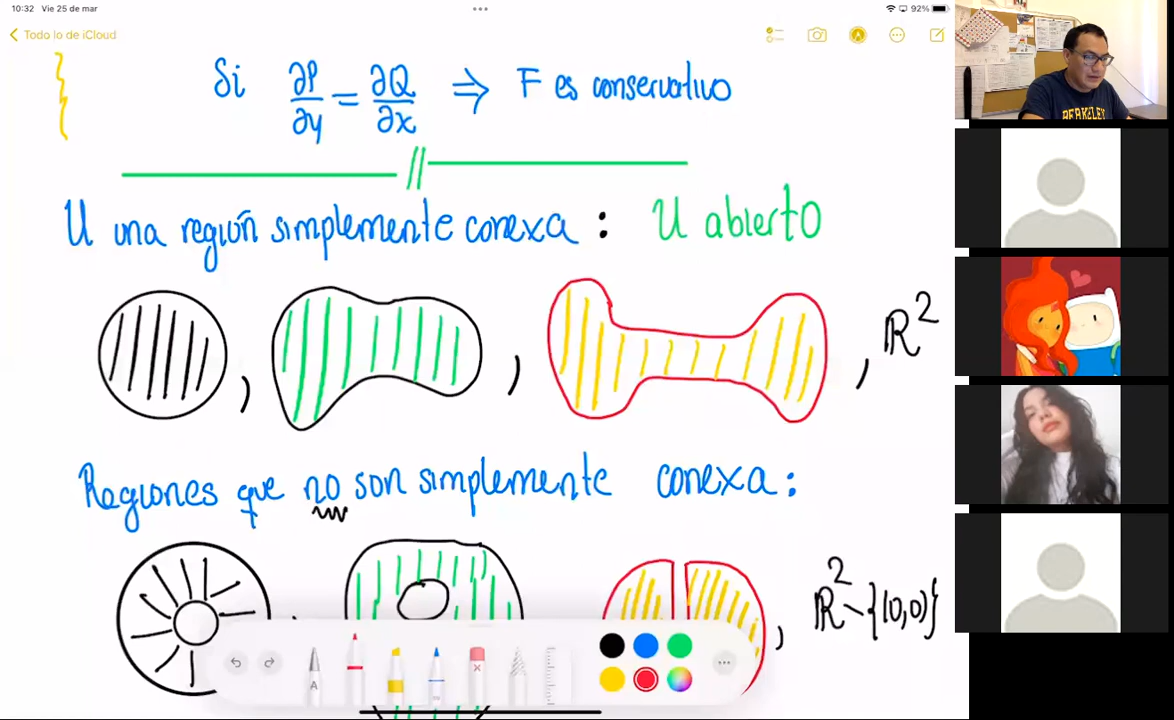 10:32 Vie 25 de mar
92%
Todo lo de iCloud
Si ∂P/∂y = ∂Q/∂x ⇒ F es conservativo
U una región simplemente conexa : U abierto
, , , R²
Regiones que no son simplemente conexa:
, R² - {(0,0)}
A
BERKELEY